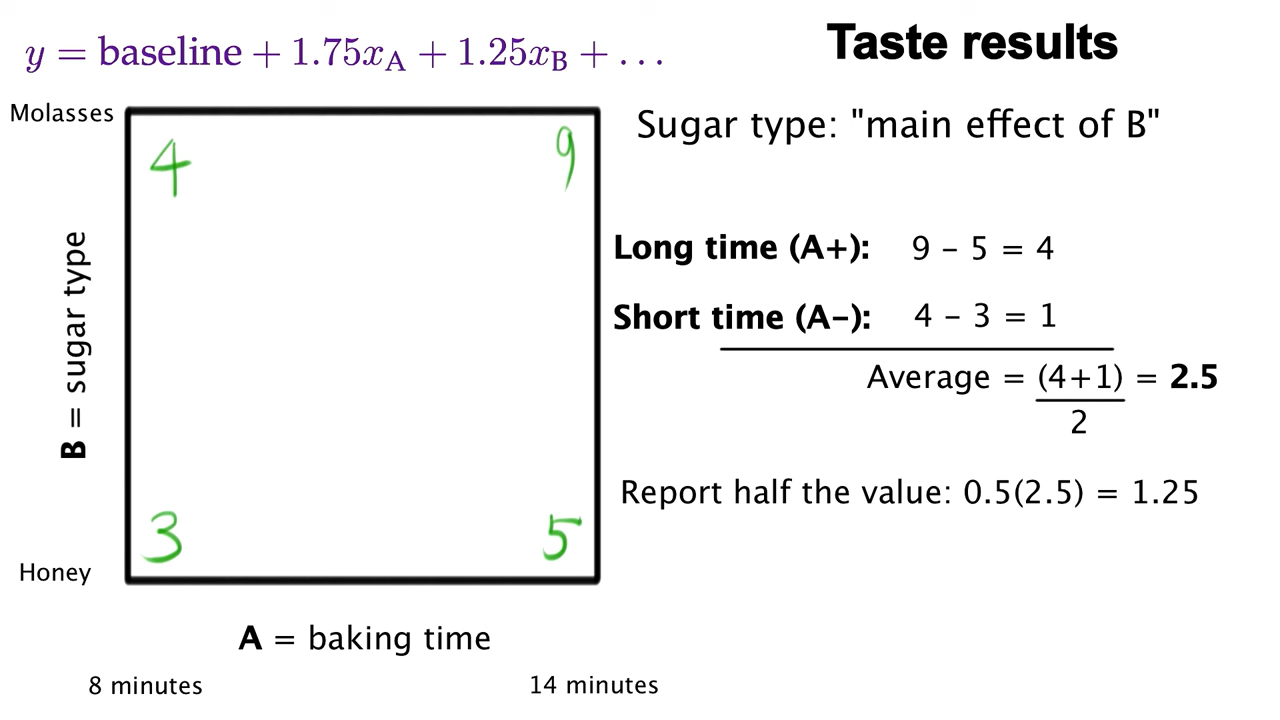 y = baseline + 1.75x_A + 1.25x_B + ...
Taste results
Molasses
Sugar type: "main effect of B"
4
9
Long time (A+): 9 – 5 = 4
Short time (A−): 4 – 3 = 1
Average = (4+1) = 2.5
2
B = sugar type
Report half the value: 0.5(2.5) = 1.25
3
5
Honey
A = baking time
8 minutes
14 minutes